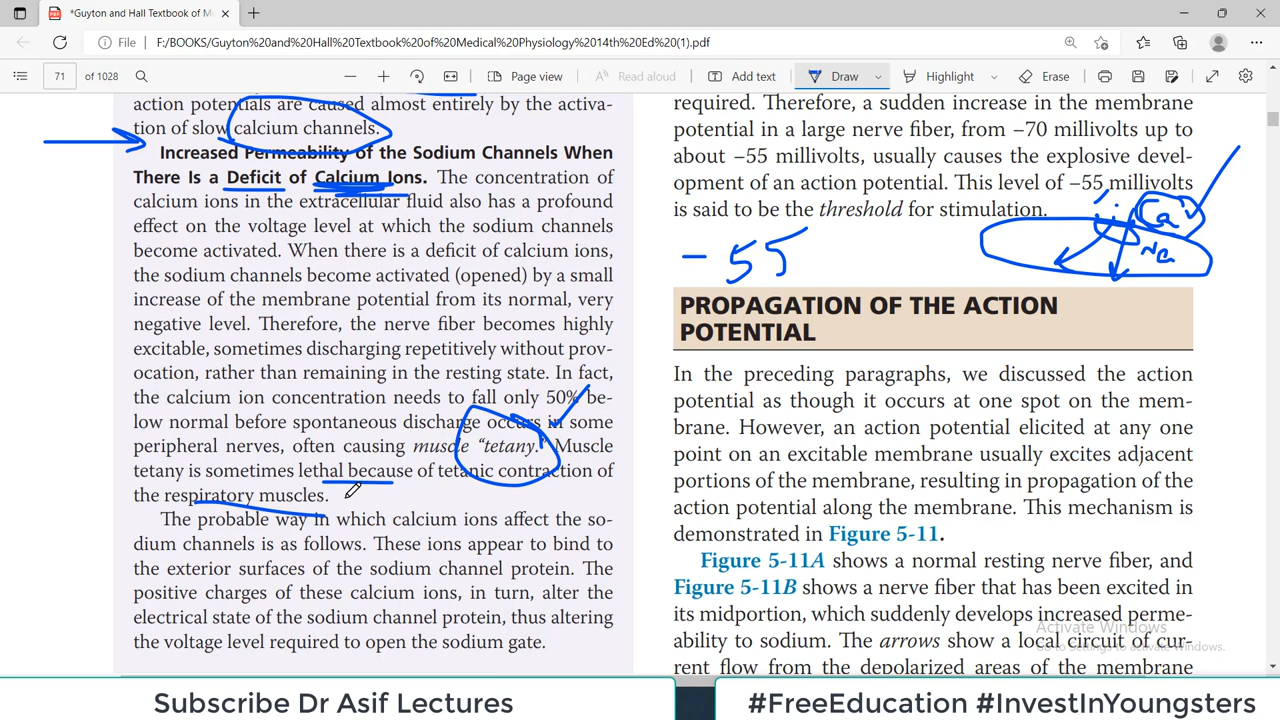 *Guyton and Hall Textbook of M
File
F:/BOOKS/Guyton%20and%20Hall%20Textbook%20of%20Medical%20Physiology%2014th%20Ed%20(1).pdf
71 of 1028
Page view
Read aloud
Add text
Draw
Highlight
Erase
action potentials are caused almost entirely by the activa-
tion of slow calcium channels.
Increased Permeability of the Sodium Channels When
There Is a Deficit of Calcium Ions. The concentration of
calcium ions in the extracellular fluid also has a profound
effect on the voltage level at which the sodium channels
become activated. When there is a deficit of calcium ions,
the sodium channels become activated (opened) by a small
increase of the membrane potential from its normal, very
negative level. Therefore, the nerve fiber becomes highly
excitable, sometimes discharging repetitively without prov-
ocation, rather than remaining in the resting state. In fact,
the calcium ion concentration needs to fall only 50% be-
low normal before spontaneous discharge occurs in some
peripheral nerves, often causing muscle “tetany.” Muscle
tetany is sometimes lethal because of tetanic contraction of
the respiratory muscles.
The probable way in which calcium ions affect the so-
dium channels is as follows. These ions appear to bind to
the exterior surfaces of the sodium channel protein. The
positive charges of these calcium ions, in turn, alter the
electrical state of the sodium channel protein, thus altering
the voltage level required to open the sodium gate.
required. Therefore, a sudden increase in the membrane
potential in a large nerve fiber, from –70 millivolts up to
about –55 millivolts, usually causes the explosive devel-
opment of an action potential. This level of –55 millivolts
is said to be the threshold for stimulation.
Ca
- 55
Na
PROPAGATION OF THE ACTION
POTENTIAL
In the preceding paragraphs, we discussed the action
potential as though it occurs at one spot on the mem-
brane. However, an action potential elicited at any one
point on an excitable membrane usually excites adjacent
portions of the membrane, resulting in propagation of the
action potential along the membrane. This mechanism is
demonstrated in Figure 5-11.
Figure 5-11A shows a normal resting nerve fiber, and
Figure 5-11B shows a nerve fiber that has been excited in
its midportion, which suddenly develops increased perme-
ability to sodium. The arrows show a local circuit of cur-
rent flow from the depolarized areas of the membrane
Activate Windows
Go to Settings to activate Windows.
Subscribe Dr Asif Lectures
#FreeEducation #InvestInYoungsters